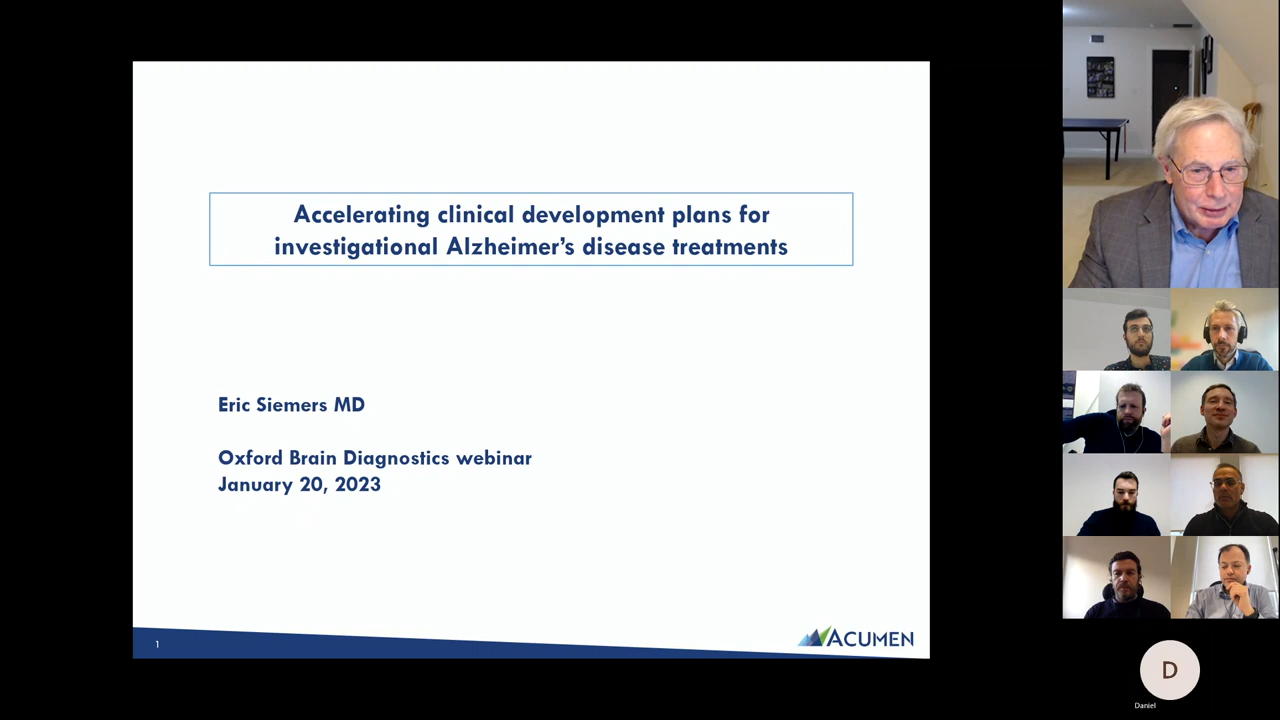 Accelerating clinical development plans for
investigational Alzheimer’s disease treatments
Eric Siemers MD
Oxford Brain Diagnostics webinar
January 20, 2023
1
ACUMEN
D
Daniel